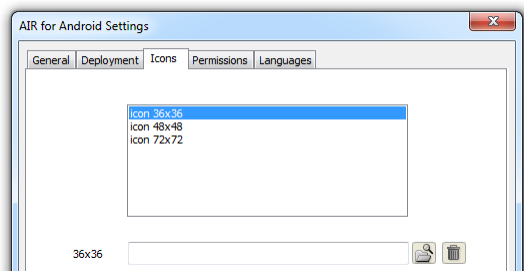 AIR for Android Settings
General Deployment Icons Permissions Languages
icon 36x36
icon 48x48
icon 72x72
36x36